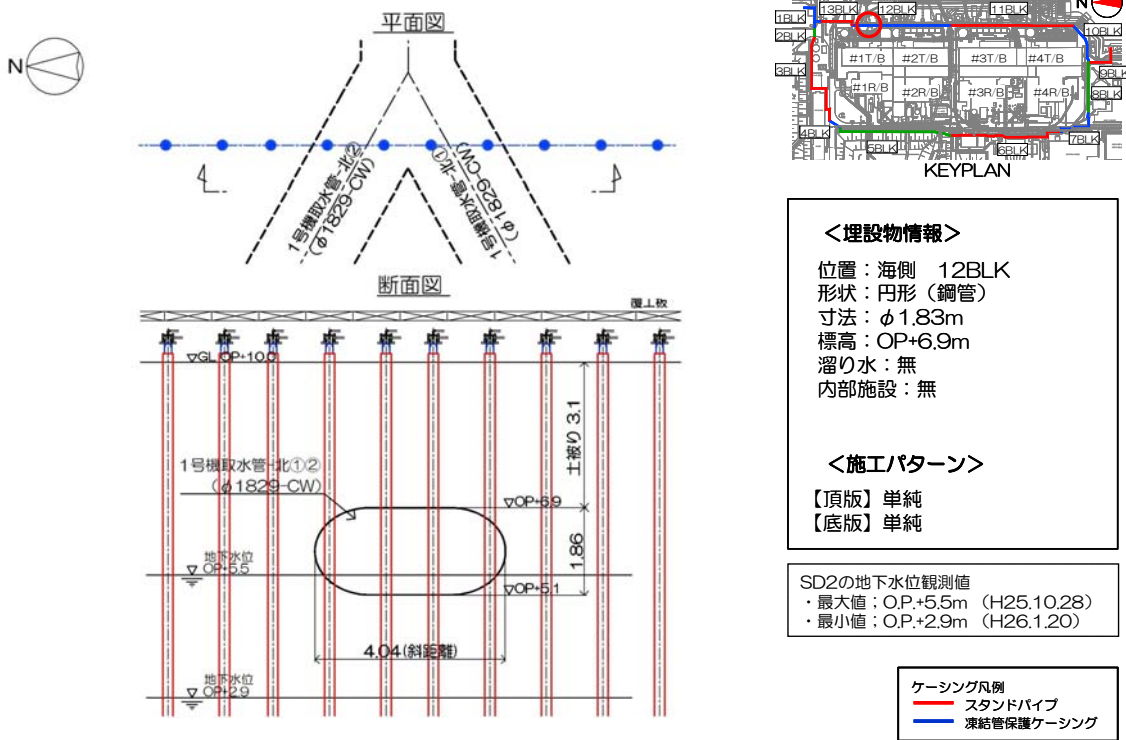 平面図
N
1号機取水管-北②
(φ1829-CW)
1号機取水管-北①
(φ1829-CW)
断面図
覆工板
▽GL OP+10.0
土被り 3.1
1号機取水管-北①②
(φ1829-CW)
▽OP+6.9
1.86
地下水位
▽OP+5.5
▽OP+5.1
4.04(斜距離)
地下水位
▽OP+2.9
N
1BLK
13BLK
12BLK
11BLK
2BLK
10BLK
#1T/B
#2T/B
#3T/B
#4T/B
3BLK
9BLK
#1R/B
#2R/B
#3R/B
#4R/B
8BLK
4BLK
5BLK
6BLK
7BLK
KEYPLAN
＜埋設物情報＞
位置：海側 12BLK
形状：円形（鋼管）
寸法：φ1.83m
標高：OP+6.9m
溜り水：無
内部施設：無
＜施工パターン＞
【頂版】単純
【底版】単純
SD2の地下水位観測値
・最大値；O.P.+5.5m （H25.10.28）
・最小値；O.P.+2.9m （H26.1.20）
ケーシング凡例
スタンドパイプ
凍結管保護ケーシング